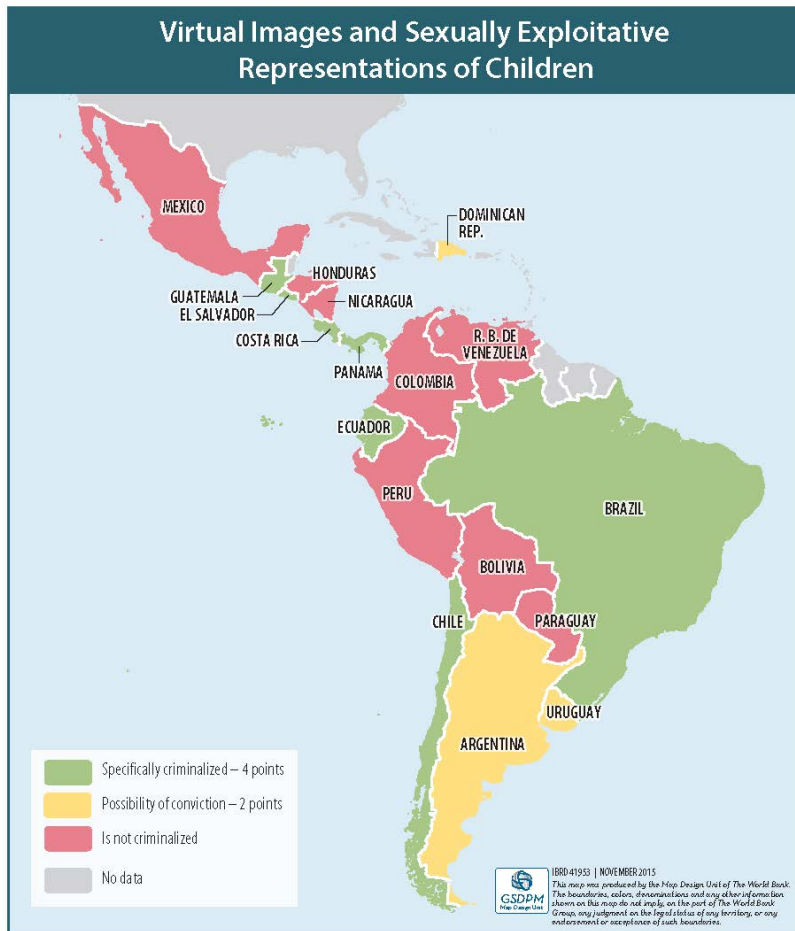 Virtual Images and Sexually Exploitative
Representations of Children
MEXICO
DOMINICAN
REP.
HONDURAS
GUATEMALA
NICARAGUA
EL SALVADOR
COSTA RICA
R. B. DE
VENEZUELA
PANAMA
COLOMBIA
ECUADOR
PERU
BRAZIL
BOLIVIA
CHILE
PARAGUAY
URUGUAY
ARGENTINA
Specifically criminalized – 4 points
Possibility of conviction – 2 points
Is not criminalized
No data
GSDPM
Map Design Unit
IBRD 41953 | NOVEMBER 2015
This map was produced by the Map Design Unit of The World Bank.
The boundaries, colors, denominations and any other information
shown on this map do not imply, on the part of The World Bank
Group, any judgment on the legal status of any territory, or any
endorsement or acceptance of such boundaries.